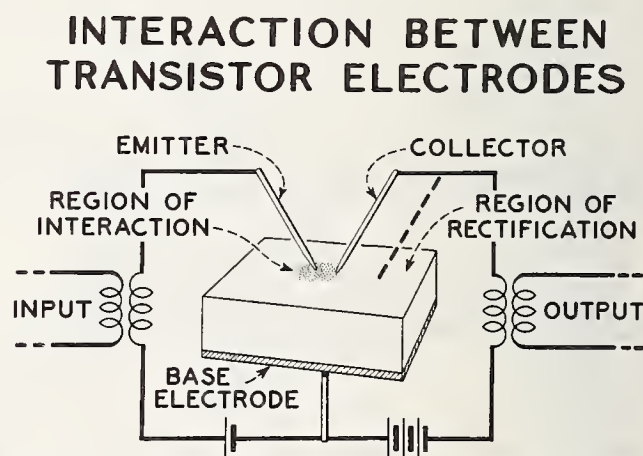 INTERACTION BETWEEN
TRANSISTOR ELECTRODES
EMITTER
COLLECTOR
REGION OF
INTERACTION
REGION OF
RECTIFICATION
INPUT
OUTPUT
BASE
ELECTRODE